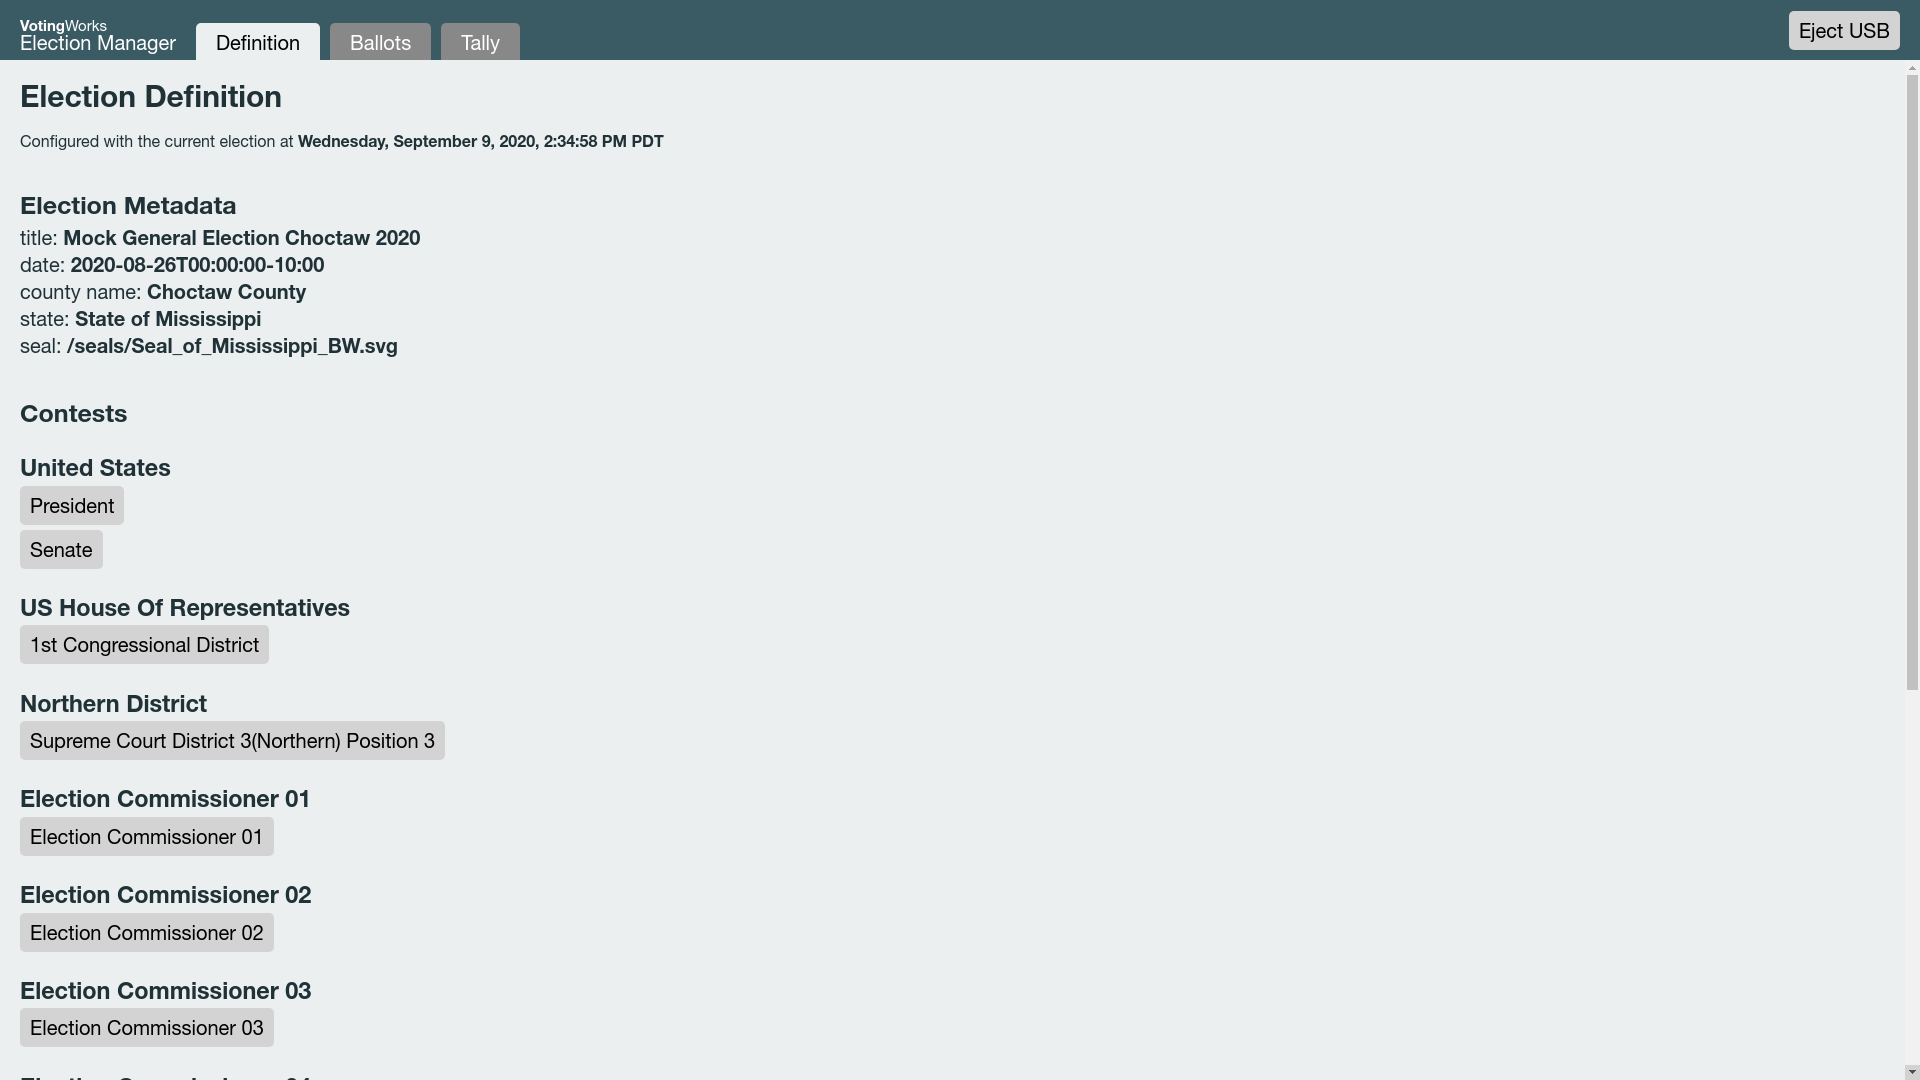 VotingWorks
Election Manager
Definition
Ballots
Tally
Eject USB
Election Definition
Configured with the current election at Wednesday, September 9, 2020, 2:34:58 PM PDT
Election Metadata
title: Mock General Election Choctaw 2020
date: 2020-08-26T00:00:00-10:00
county name: Choctaw County
state: State of Mississippi
seal: /seals/Seal_of_Mississippi_BW.svg
Contests
United States
President
Senate
US House Of Representatives
1st Congressional District
Northern District
Supreme Court District 3(Northern) Position 3
Election Commissioner 01
Election Commissioner 01
Election Commissioner 02
Election Commissioner 02
Election Commissioner 03
Election Commissioner 03